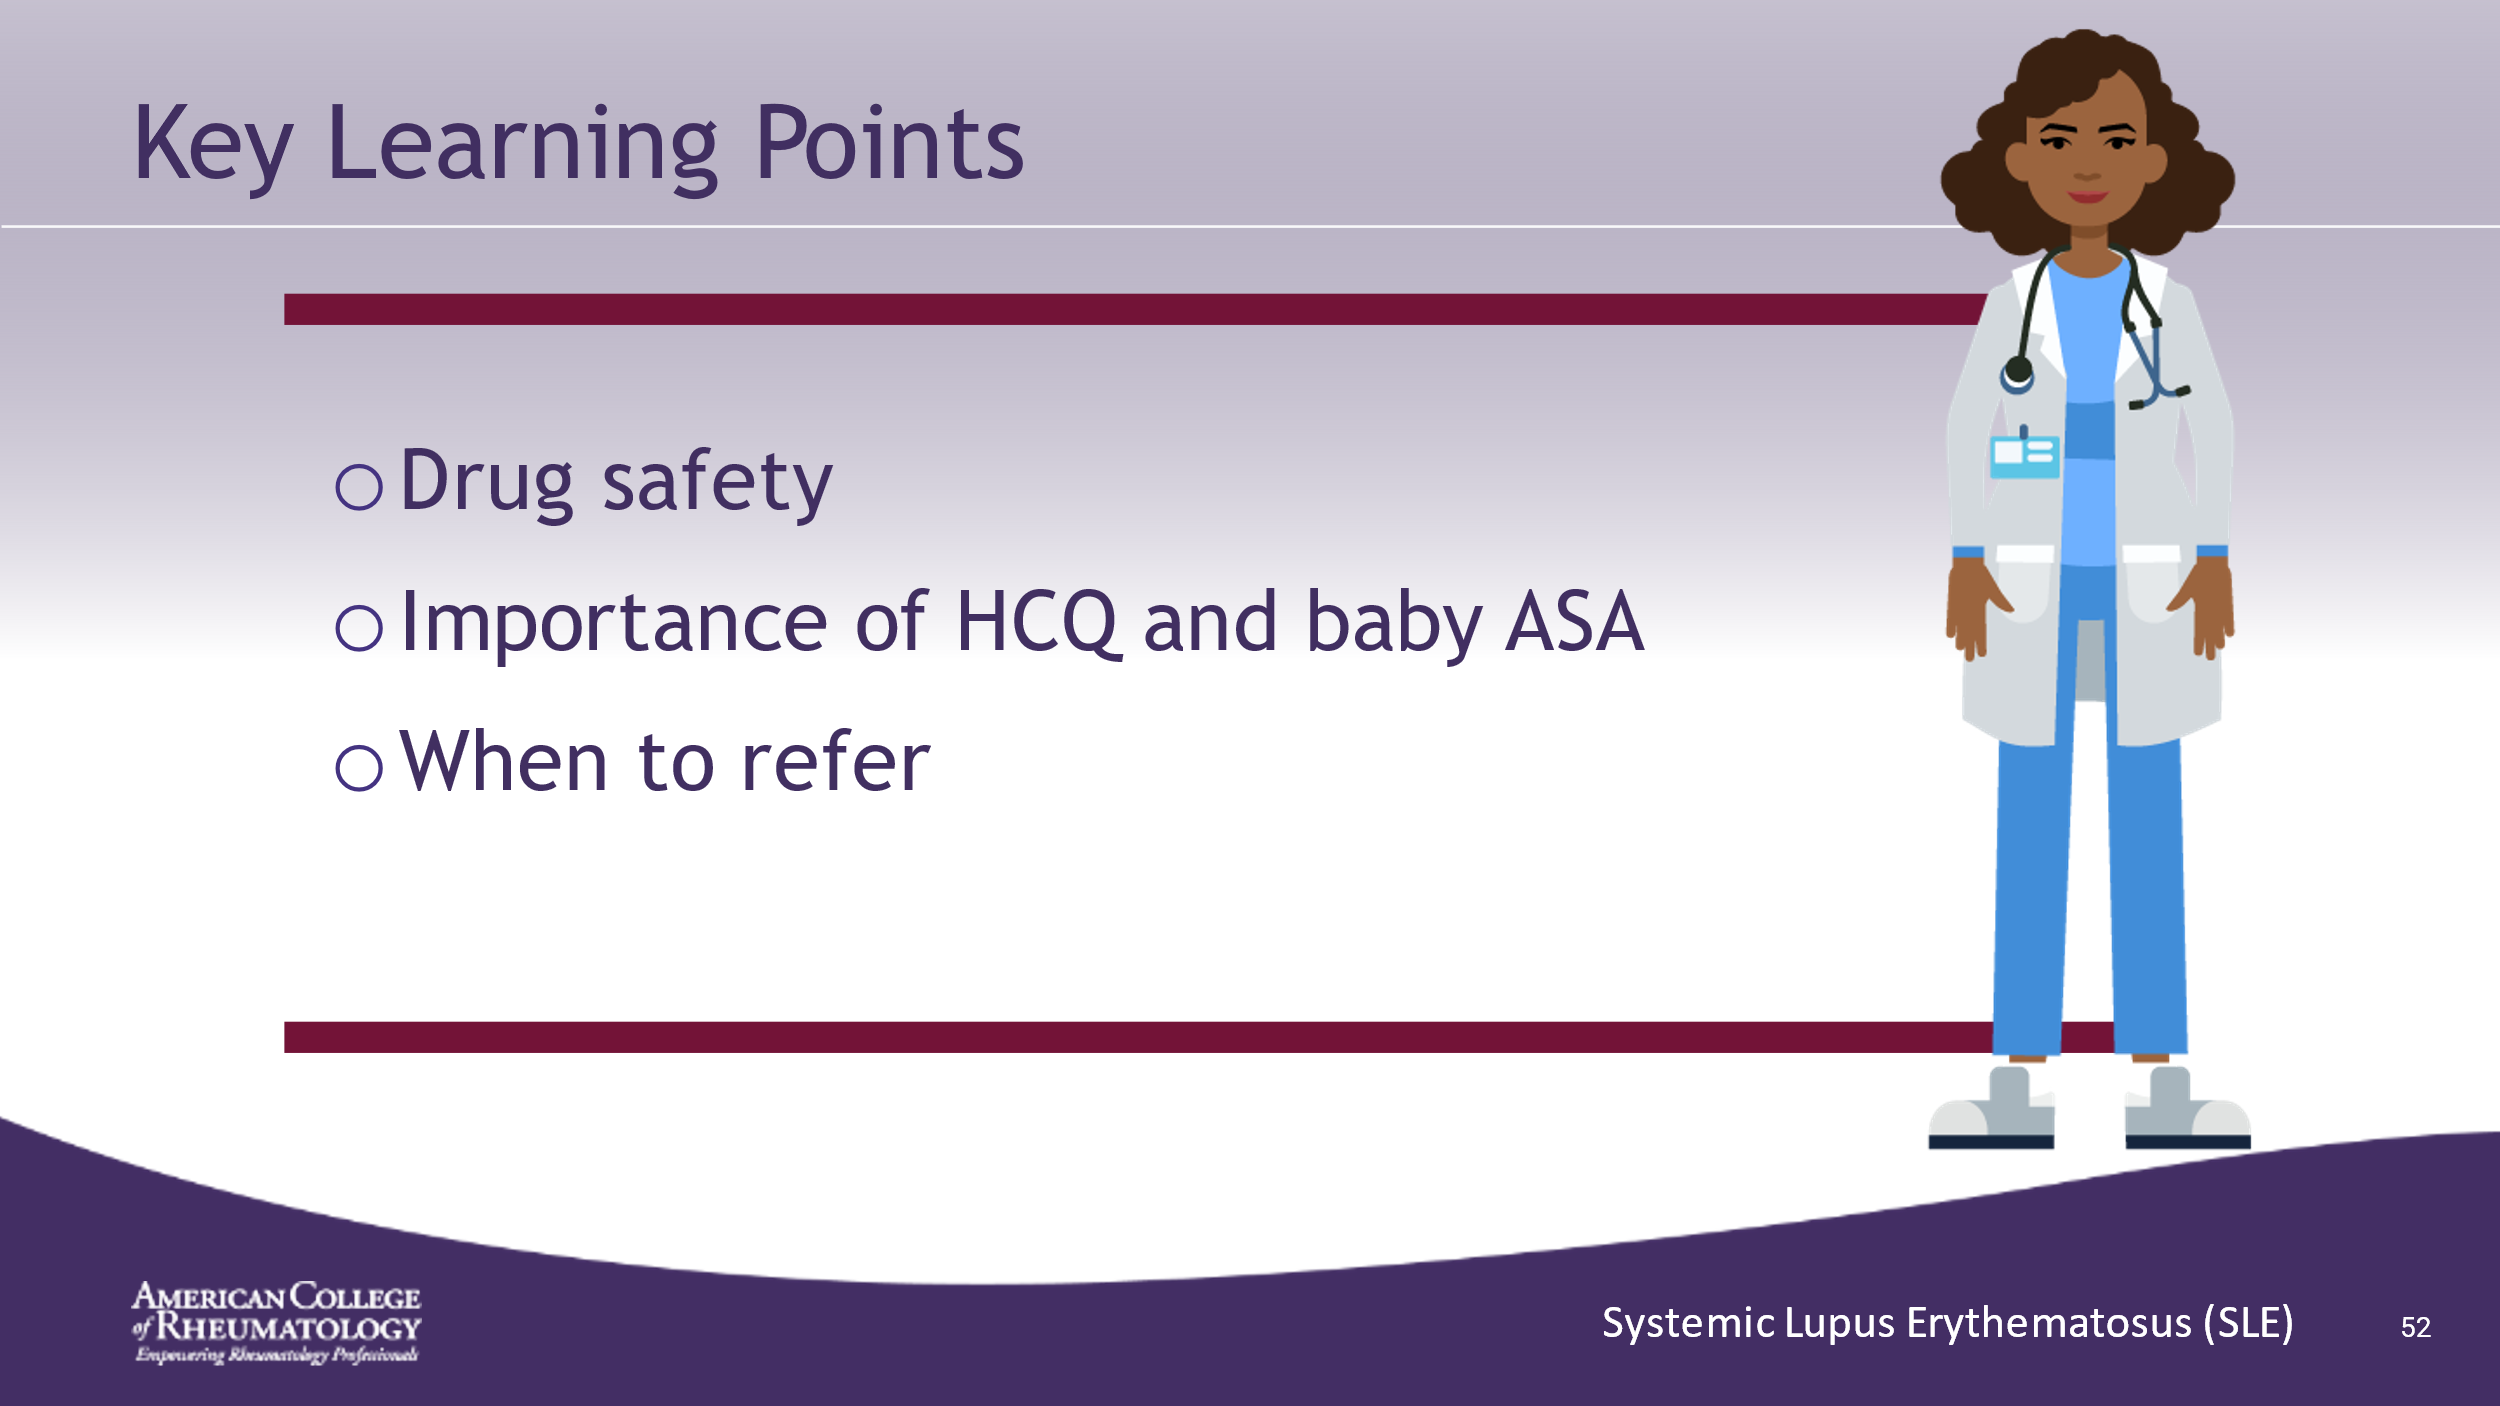 Key Learning Points
Drug safety
Importance of HCQ and baby ASA
When to refer
AMERICAN COLLEGE
of RHEUMATOLOGY
Empowering Rheumatology Professionals
Systemic Lupus Erythematosus (SLE)
52